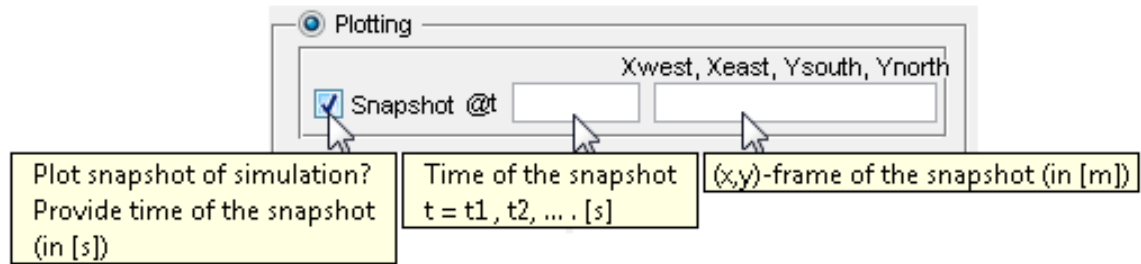 Plotting
Xwest, Xeast, Ysouth, Ynorth
Snapshot @t
Plot snapshot of simulation?
Provide time of the snapshot
(in [s])
Time of the snapshot
t = t1 , t2, ... . [s]
(x,y)-frame of the snapshot (in [m])